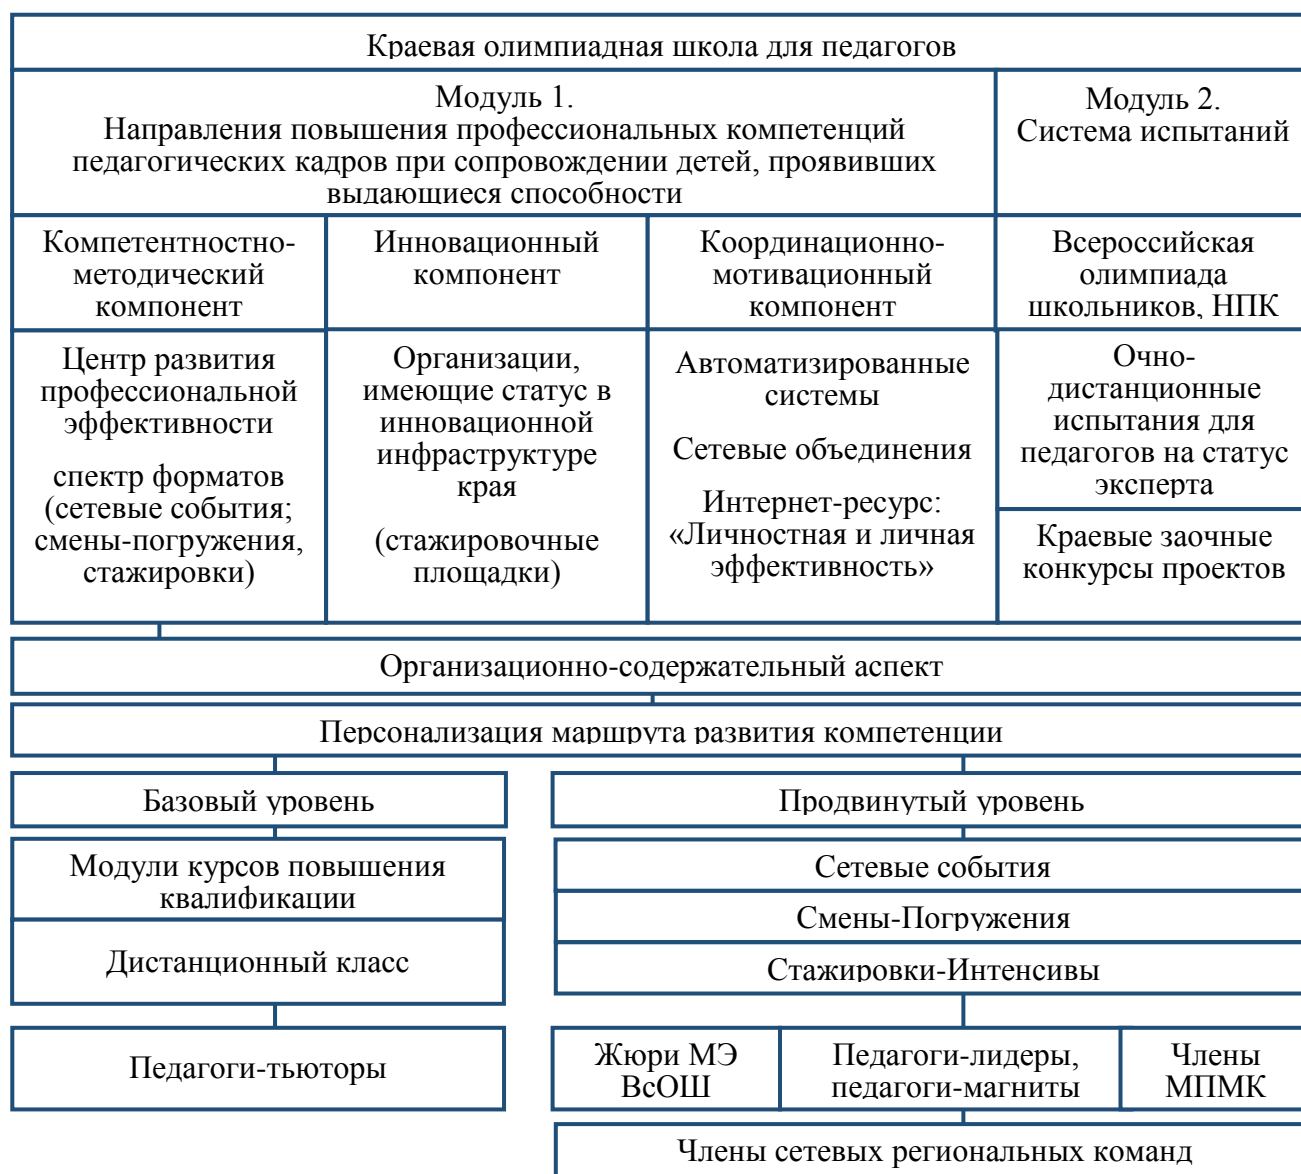 Краевая олимпиадная школа для педагогов
Модуль 1.
Направления повышения профессиональных компетенций
педагогических кадров при сопровождении детей, проявивших
выдающиеся способности
Модуль 2.
Система испытаний
Компетентностно-
методический
компонент
Инновационный
компонент
Координационно-
мотивационный
компонент
Всероссийская
олимпиада
школьников, НПК
Центр развития
профессиональной
эффективности
спектр форматов
(сетевые события;
смены-погружения,
стажировки)
Организации,
имеющие статус в
инновационной
инфраструктуре
края
(стажировочные
площадки)
Автоматизированные
системы
Сетевые объединения
Интернет-ресурс:
«Личностная и личная
эффективность»
Очно-
дистанционные
испытания для
педагогов на статус
эксперта
Краевые заочные
конкурсы проектов
Организационно-содержательный аспект
Персонализация маршрута развития компетенции
Базовый уровень
Модули курсов повышения
квалификации
Дистанционный класс
Педагоги-тьюторы
Продвинутый уровень
Сетевые события
Смены-Погружения
Стажировки-Интенсивы
Жюри МЭ
ВсОШ
Педагоги-лидеры,
педагоги-магниты
Члены
МПМК
Члены сетевых региональных команд